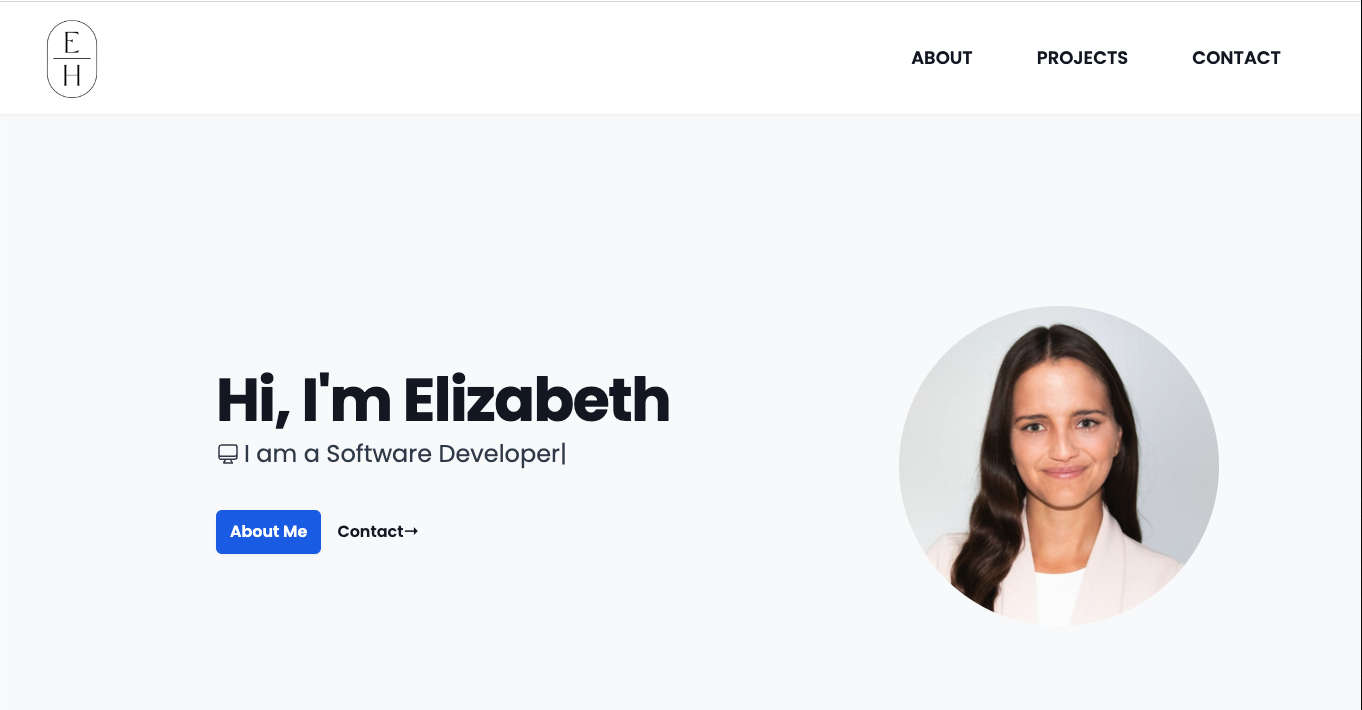 E
H
ABOUT PROJECTS CONTACT
Hi, I'm Elizabeth
I am a Software Developer|
About Me Contact→